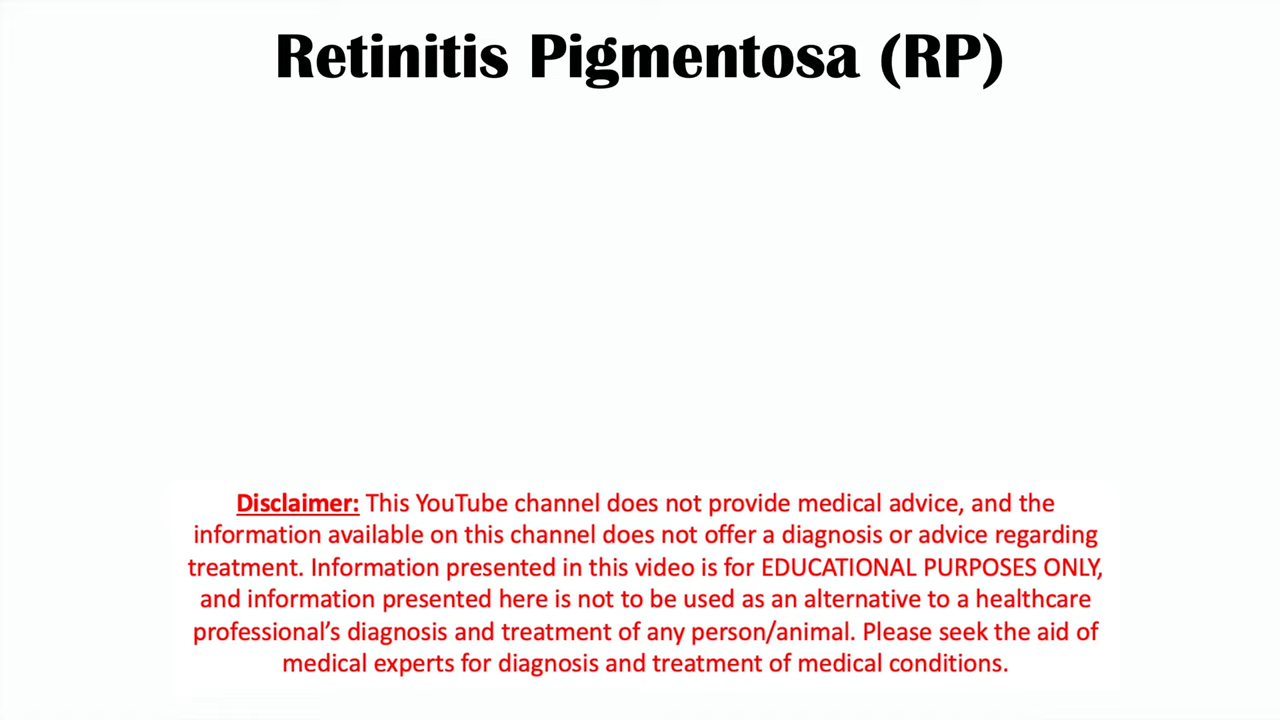 Retinitis Pigmentosa (RP)
Disclaimer: This YouTube channel does not provide medical advice, and the
information available on this channel does not offer a diagnosis or advice regarding
treatment. Information presented in this video is for EDUCATIONAL PURPOSES ONLY,
and information presented here is not to be used as an alternative to a healthcare
professional’s diagnosis and treatment of any person/animal. Please seek the aid of
medical experts for diagnosis and treatment of medical conditions.